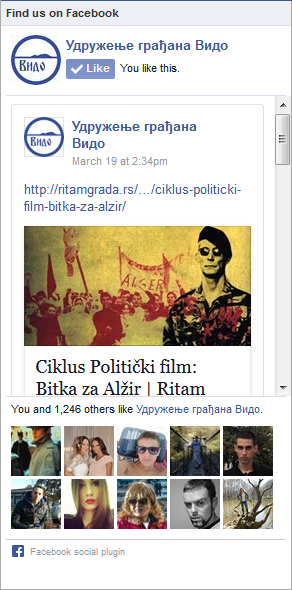 Find us on Facebook
Видо
Удружење грађана Видо
Like You like this.
Видо
Удружење грађана
Видо
March 19 at 2:34pm
http://ritamgrada.rs/…/ciklus-politicki-
film-bitka-za-alzir/
ALGER
Ciklus Politički film:
Bitka za Alžir | Ritam
You and 1,246 others like Удружење грађана Видо.
Facebook social plugin